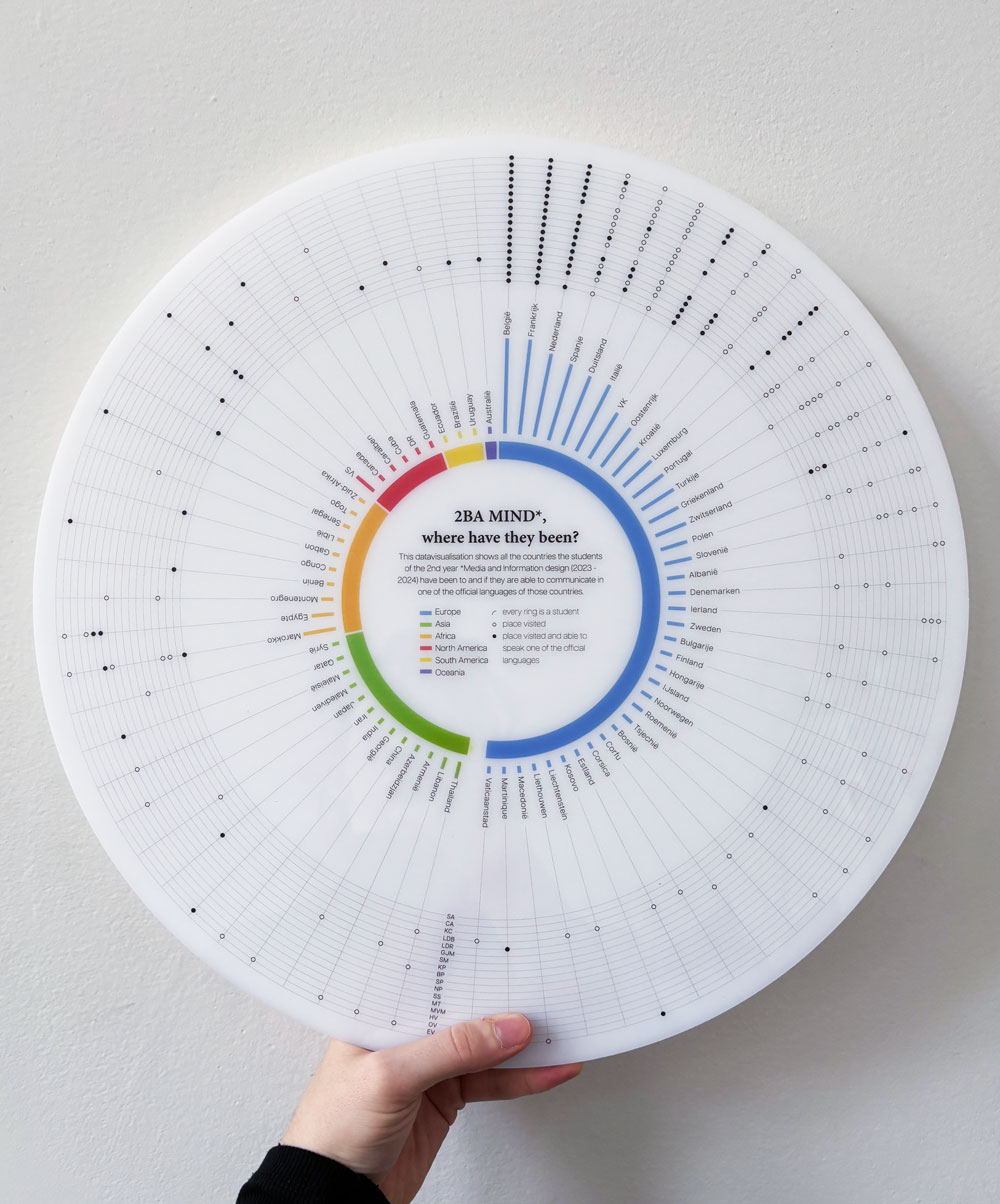 2BA MIND*,
where have they been?
This datavisualisation shows all the countries the students
of the 2nd year *Media and Information design (2023 -
2024) have been to and if they are able to communicate in
one of the official languages of those countries.
Europe
Asia
Africa
North America
South America
Oceania
every ring is a student
place visited
place visited and able to
speak one of the official
languages
België
Frankrijk
Nederland
Spanje
Duitsland
Italië
VK
Oostenrijk
Kroatië
Luxemburg
Portugal
Turkije
Griekenland
Zwitserland
Polen
Slovenië
Albanië
Denemarken
Ierland
Zweden
Bulgarije
Finland
Hongarije
IJsland
Noorwegen
Roemenië
Tsjechië
Bosnië
Corfu
Corsica
Estland
Kosovo
Liechtenstein
Liethouwen
Macedonië
Martinique
Vaticaanstad
Thailand
Libanon
Armenië
Azerbeidzjan
China
Georgië
India
Iran
Japan
Malediven
Maleisië
Qatar
Syrië
Marokko
Egypte
Montenegro
Benin
Congo
Gabon
Libië
Senegal
Togo
Zuid-Afrika
VS
Canada
Caraïben
Cuba
DR
Guatemala
Ecuador
Brazilië
Uruguay
Australië
SA
CA
KC
LDB
LDR
GJM
SM
KP
BP
SP
NP
SS
MT
MVM
HV
OV
EV